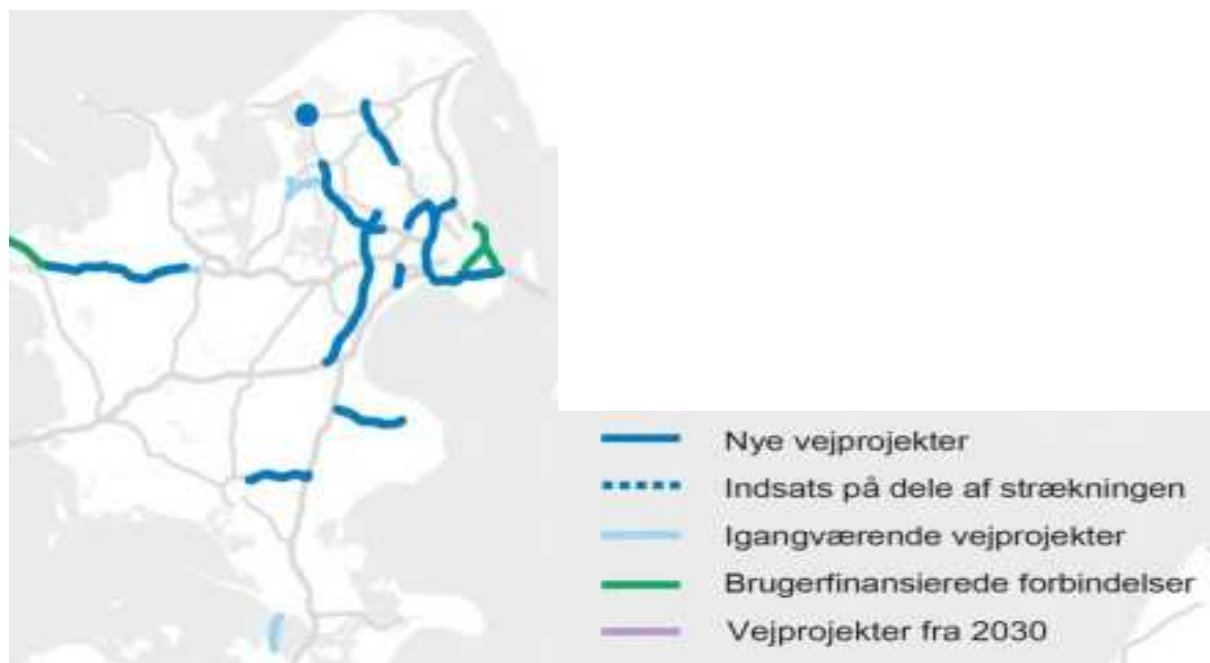 Nye vejprojekter
Indsats på dele af strækningen
Igangværende vejprojekter
Brugerfinansierede forbindelser
Vejprojekter fra 2030